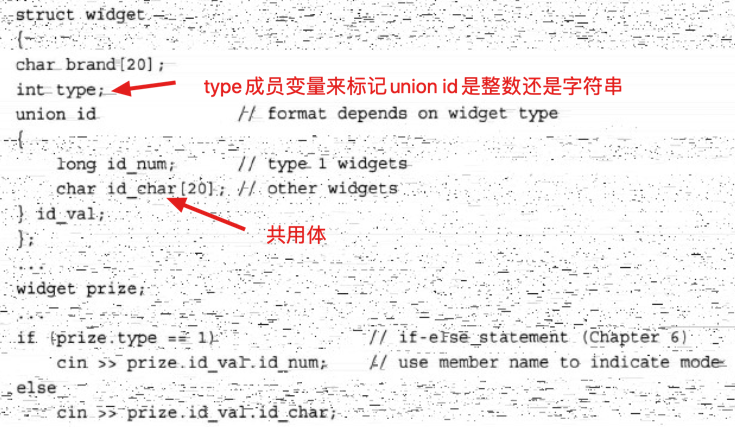 struct widget
{
char brand[20];
int type;
type成员变量来标记union id是整数还是字符串
union id // format depends on widget type
{
long id_num; // type 1 widgets
char id_char[20]; // other widgets
} id_val;
共用体
};
...
widget prize;
...
if (prize.type == 1) // if-else statement (Chapter 6)
cin >> prize.id_val.id_num; // use member name to indicate mode
else
cin >> prize.id_val.id_char;